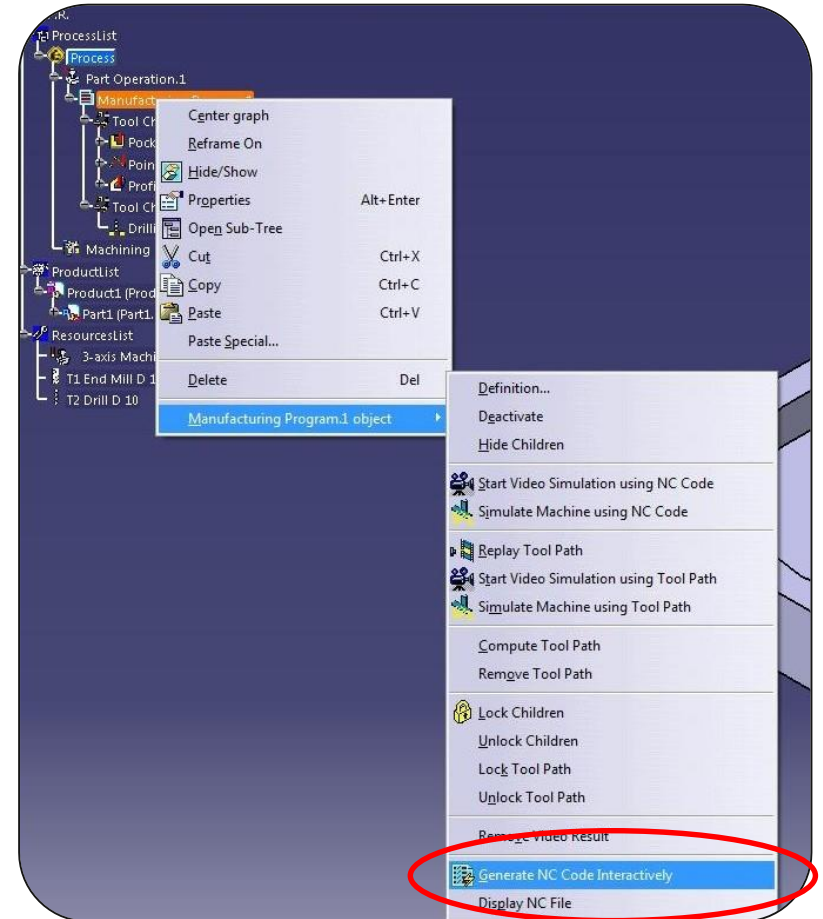 P.P.R.
ProcessList
Process
Part Operation.1
Manufacturing Program.1
Tool Ch
Pock
Poin
Profi
Tool Ch
Drilli
Machining
ProductList
Product1 (Prod
Part1 (Part1.
ResourcesList
3-axis Machi
T1 End Mill D 1
T2 Drill D 10
Center graph
Reframe On
Hide/Show
Properties Alt+Enter
Open Sub-Tree
Cut Ctrl+X
Copy Ctrl+C
Paste Ctrl+V
Paste Special...
Delete Del
Manufacturing Program.1 object
Definition...
Deactivate
Hide Children
Start Video Simulation using NC Code
Simulate Machine using NC Code
Replay Tool Path
Start Video Simulation using Tool Path
Simulate Machine using Tool Path
Compute Tool Path
Remove Tool Path
Lock Children
Unlock Children
Lock Tool Path
Unlock Tool Path
Remove Video Result
Generate NC Code Interactively
Display NC File